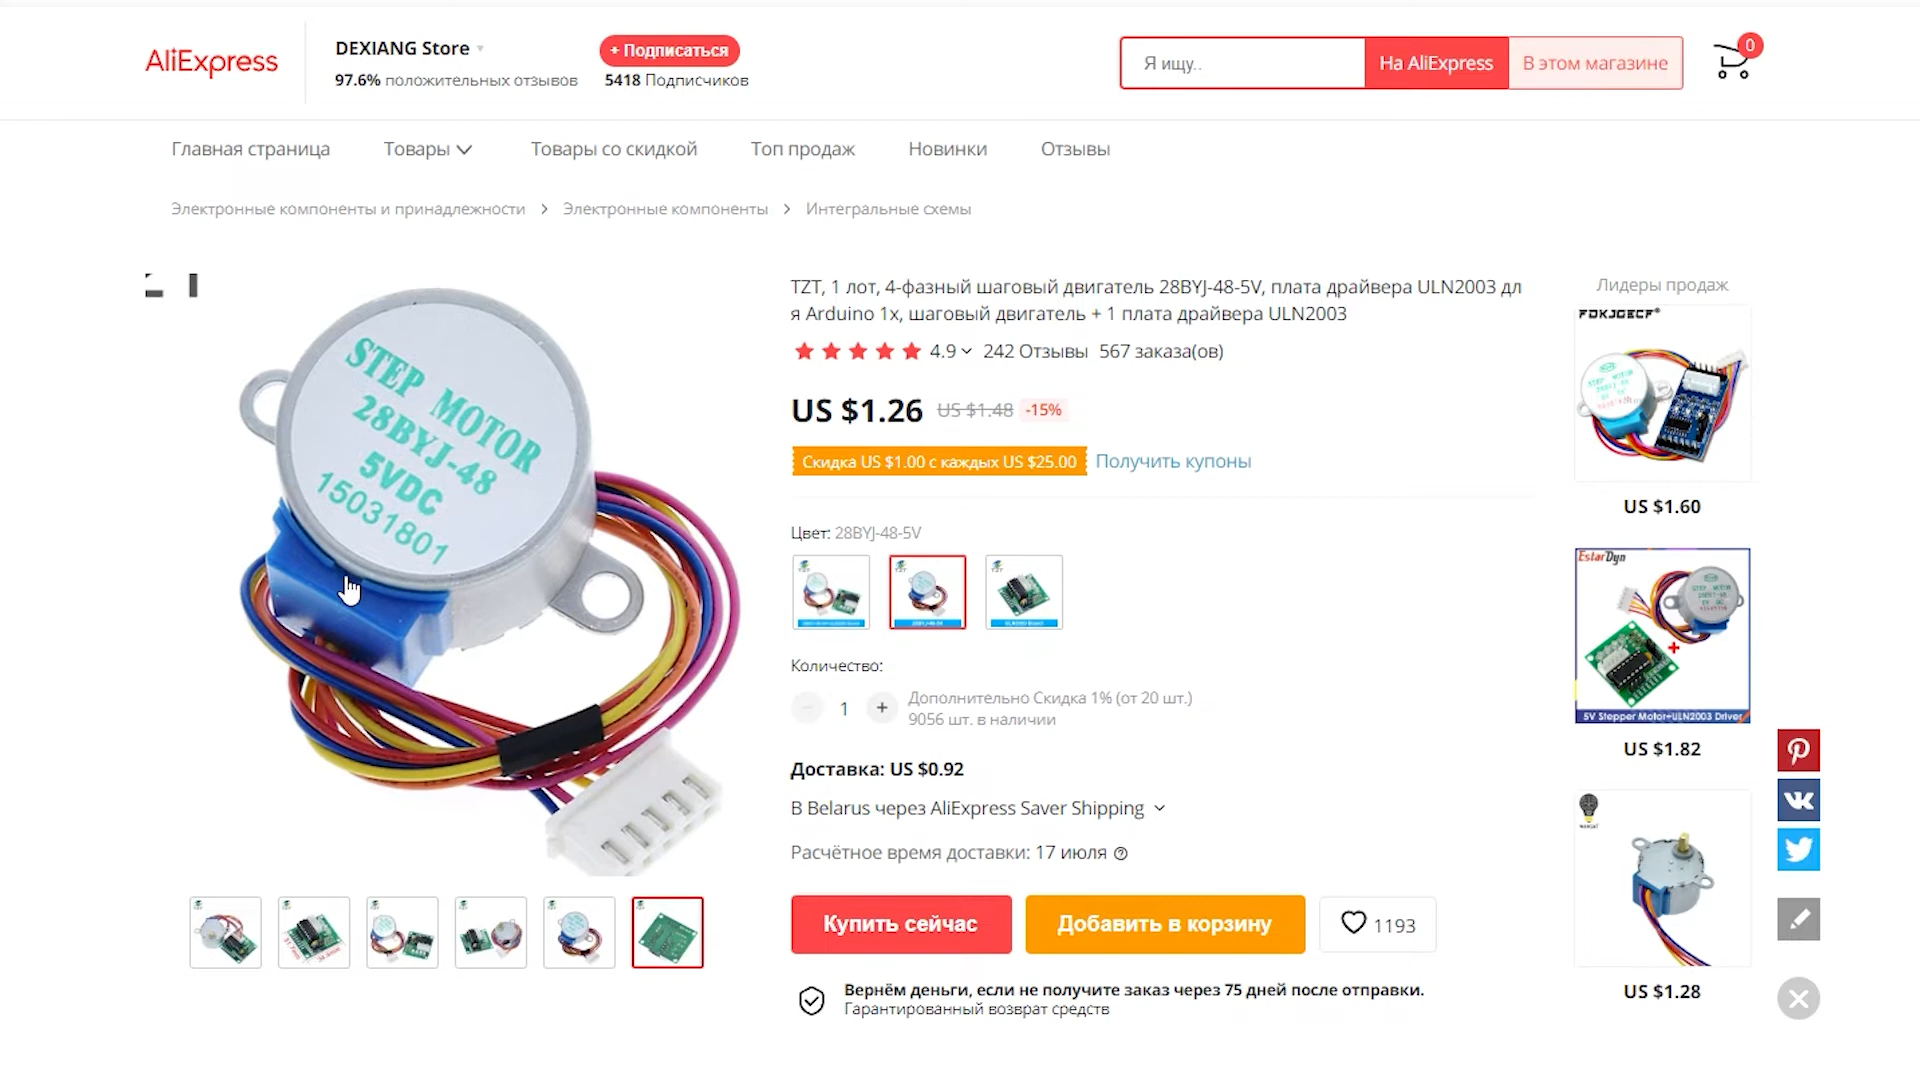 AliExpress
DEXIANG Store
97.6% положительных отзывов
+ Подписаться
5418 Подписчиков
Я ищу..
На AliExpress
В этом магазине
0
Главная страница
Товары
Товары со скидкой
Топ продаж
Новинки
Отзывы
Электронные компоненты и принадлежности > Электронные компоненты > Интегральные схемы
STEP MOTOR
28BYJ-48
5VDC
15031801
TZT, 1 лот, 4-фазный шаговый двигатель 28BYJ-48-5V, плата драйвера ULN2003 дл
я Arduino 1x, шаговый двигатель + 1 плата драйвера ULN2003
4.9
242 Отзывы
567 заказа(ов)
US $1.26
US $1.48
-15%
Скидка US $1.00 с каждых US $25.00
Получить купоны
Цвет: 28BYJ-48-5V
Количество:
1
+
Дополнительно Скидка 1% (от 20 шт.)
9056 шт. в наличии
Доставка: US $0.92
В Belarus через AliExpress Saver Shipping
Расчётное время доставки: 17 июля
Купить сейчас
Добавить в корзину
1193
Вернём деньги, если не получите заказ через 75 дней после отправки.
Гарантированный возврат средств
Лидеры продаж
FDKJGECF®
US $1.60
EstarDyn
5V Stepper Motor+ULN2003 Driver
US $1.82
US $1.28